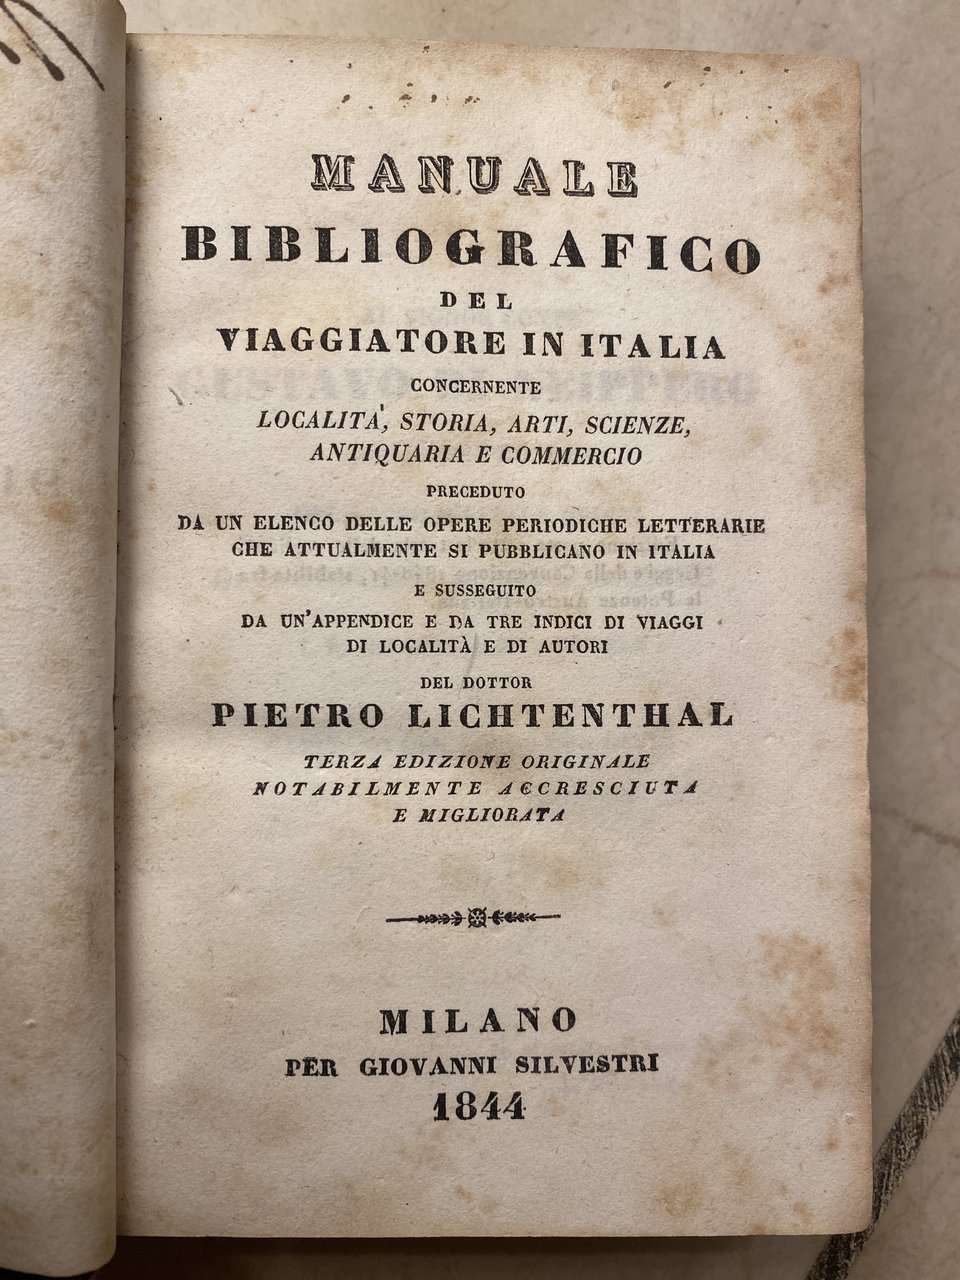 MANUALE
BIBLIOGRAFICO
DEL
VIAGGIATORE IN ITALIA
CONCERNENTE
LOCALITA', STORIA, ARTI, SCIENZE,
ANTIQUARIA E COMMERCIO
PRECEDUTO
DA UN ELENCO DELLE OPERE PERIODICHE LETTERARIE
CHE ATTUALMENTE SI PUBBLICANO IN ITALIA
E SUSSEGUITO
DA UN'APPENDICE E DA TRE INDICI DI VIAGGI
DI LOCALITÀ E DI AUTORI
DEL DOTTOR
PIETRO LICHTENTHAL
TERZA EDIZIONE ORIGINALE
NOTABILMENTE ACCRESCIUTA
E MIGLIORATA
MILANO
PER GIOVANNI SILVESTRI
1844